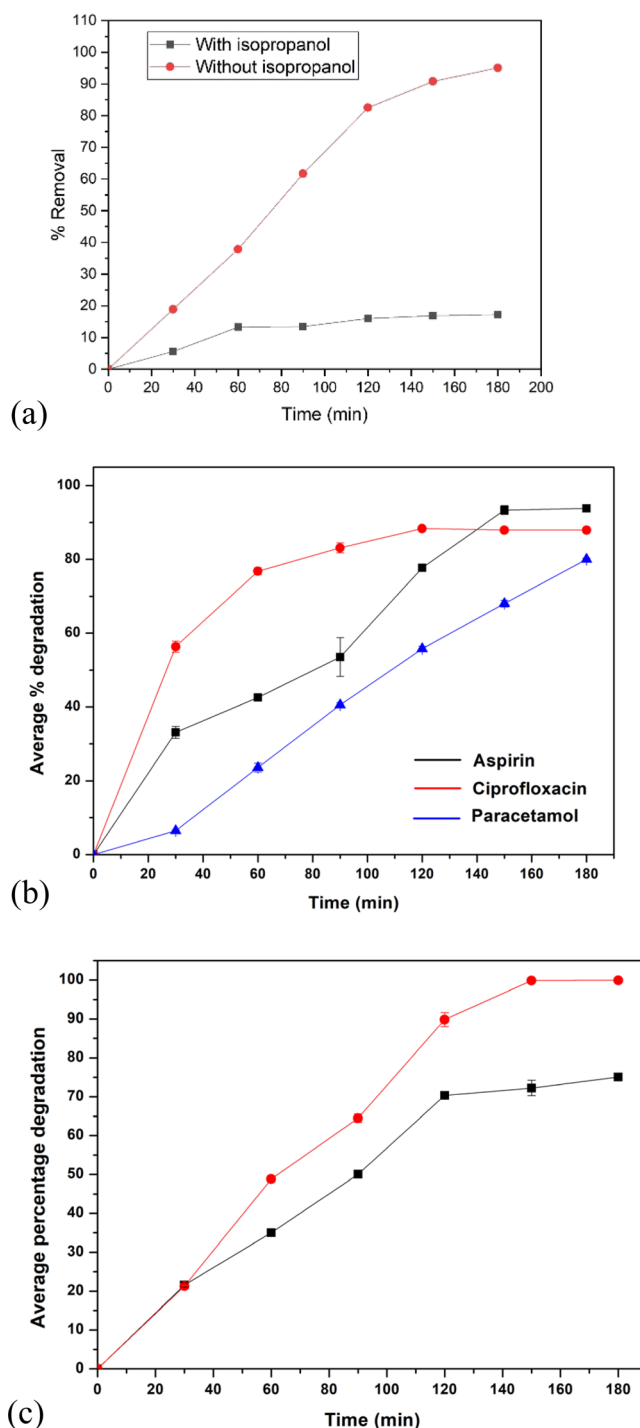 110
100
90
80
70
60
50
40
30
20
10
0
% Removal
With isopropanol
Without isopropanol
0 20 40 60 80 100 120 140 160 180 200
Time (min)
(a)
100
80
60
40
20
0
Average % degradation
Aspirin
Ciprofloxacin
Paracetamol
0 20 40 60 80 100 120 140 160 180
Time (min)
(b)
100
90
80
70
60
50
40
30
20
10
0
Average percentage degradation
0 20 40 60 80 100 120 140 160 180
Time (min)
(c)